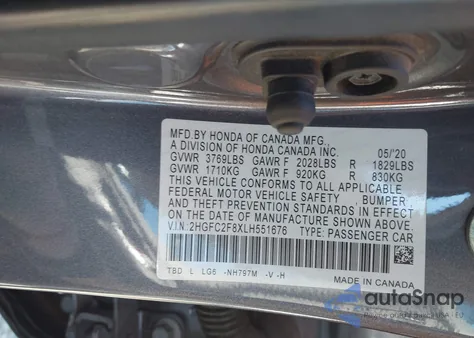 MFD.BY HONDA OF CANADA MFG.,
A DIVISION OF HONDA CANADA INC. 05/'20
GVWR 3769LBS GAWR F 2028LBS R 1829LBS
GVWR 1710KG GAWR F 920KG R 830KG
THIS VEHICLE CONFORMS TO ALL APPLICABLE
FEDERAL MOTOR VEHICLE SAFETY, BUMPER,
AND THEFT PREVENTION STANDARDS IN EFFECT
ON THE DATE OF MANUFACTURE SHOWN ABOVE.
V.I.N. 2HGFC2F8XLH551676 TYPE: PASSENGER CAR
TBD L LG6 -NH797M -V -H
MADE IN CANADA
autoSnap